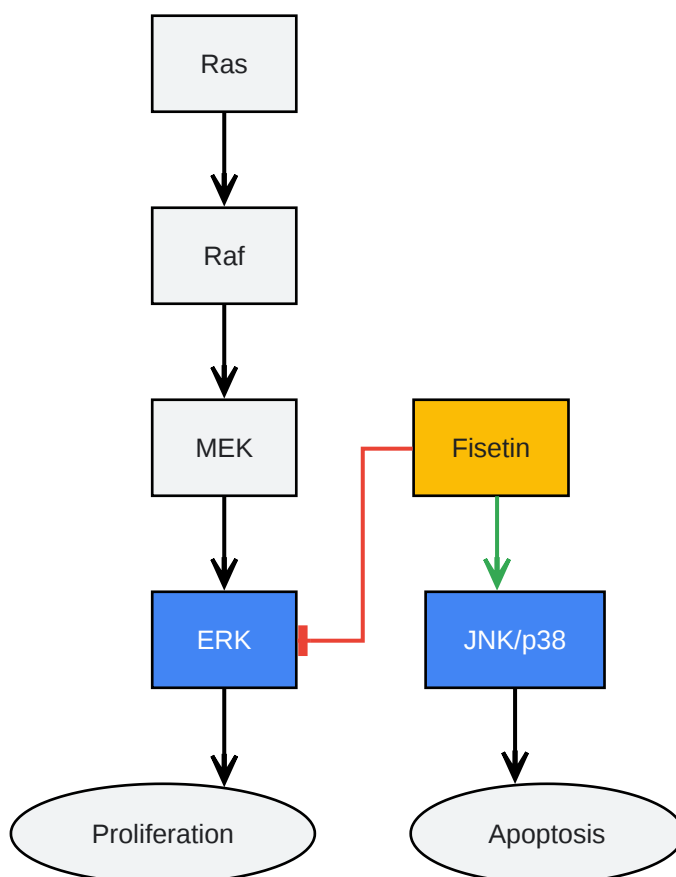 Ras
Raf
MEK
Fisetin
ERK
JNK/p38
Proliferation
Apoptosis